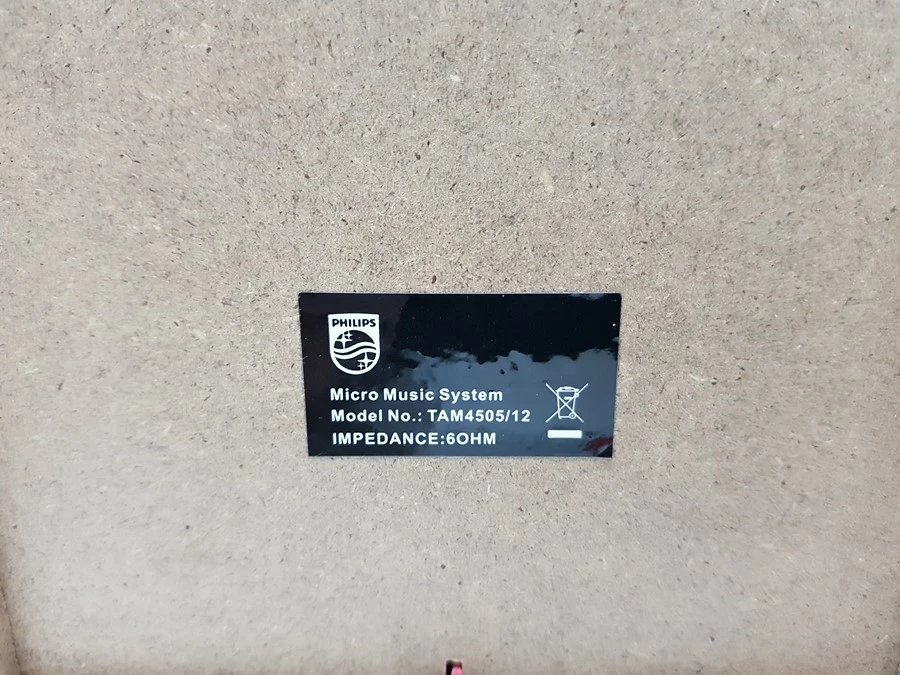 PHILIPS
Micro Music System
Model No.: TAM4505/12
IMPEDANCE:6OHM